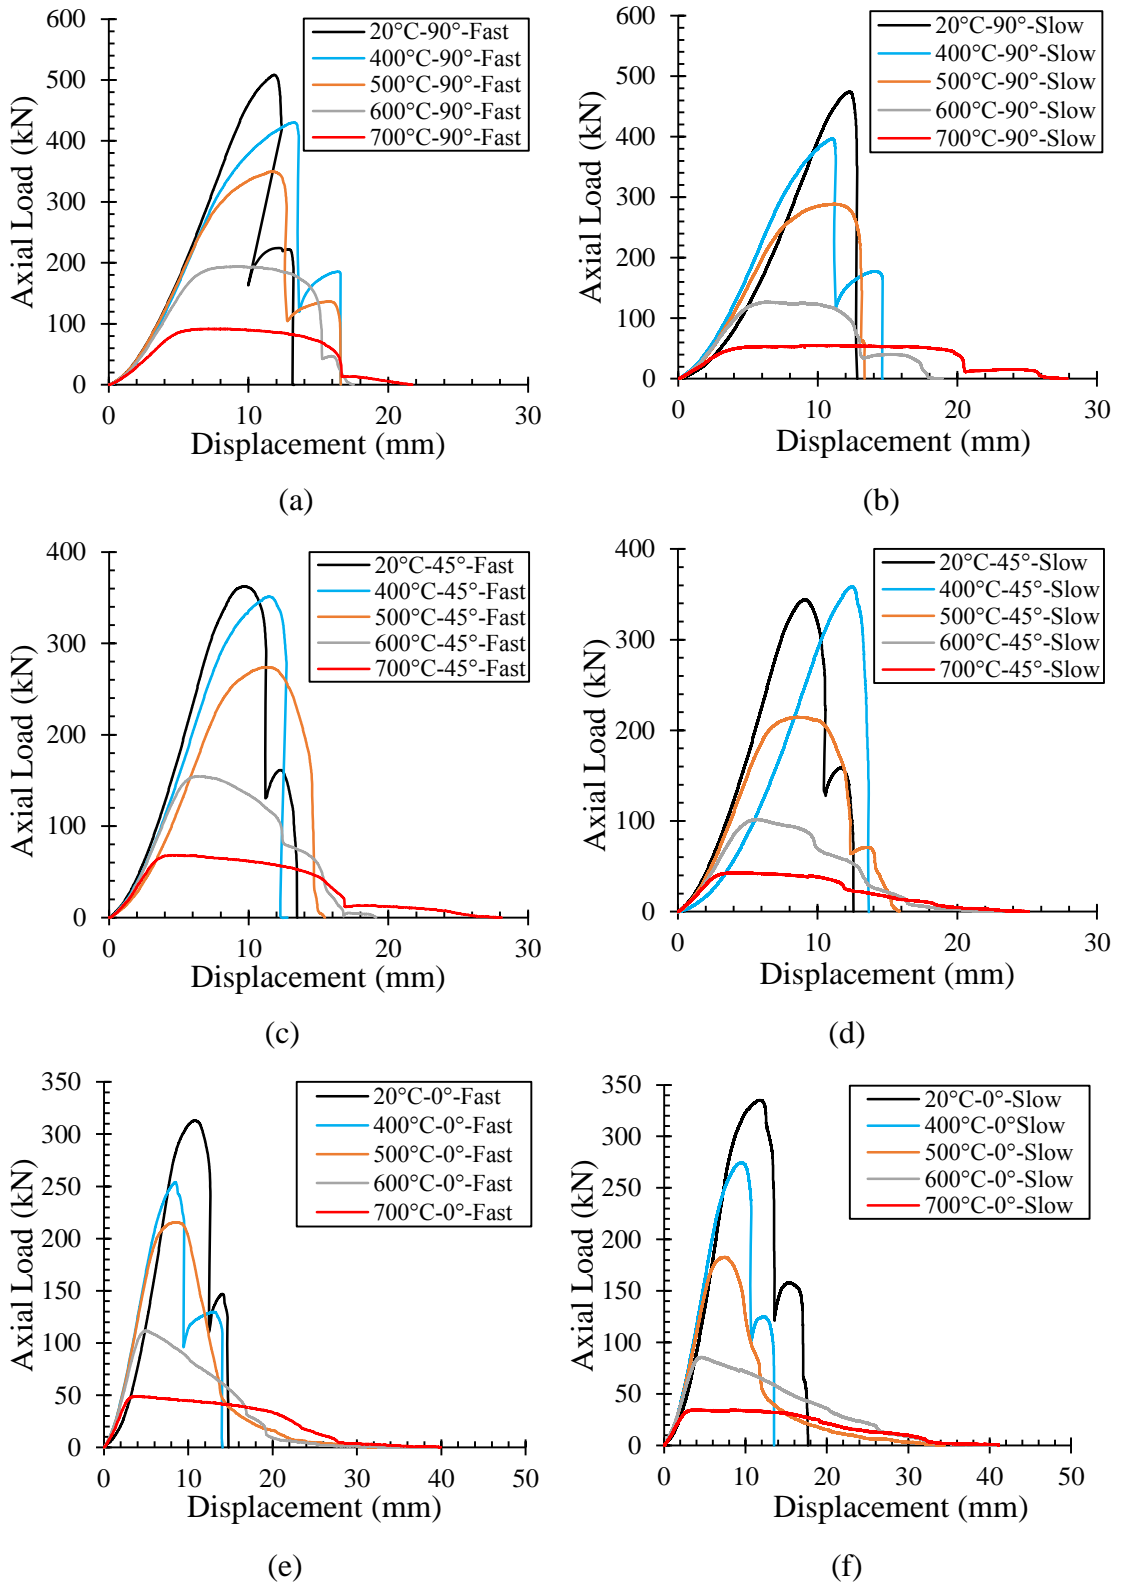 600
500
400
300
200
100
0
0
10
20
30
Axial Load (kN)
Displacement (mm)
20°C-90°-Fast
400°C-90°-Fast
500°C-90°-Fast
600°C-90°-Fast
700°C-90°-Fast
(a)
600
500
400
300
200
100
0
0
10
20
30
Axial Load (kN)
Displacement (mm)
20°C-90°-Slow
400°C-90°-Slow
500°C-90°-Slow
600°C-90°-Slow
700°C-90°-Slow
(b)
400
300
200
100
0
0
10
20
30
Axial Load (kN)
Displacement (mm)
20°C-45°-Fast
400°C-45°-Fast
500°C-45°-Fast
600°C-45°-Fast
700°C-45°-Fast
(c)
400
300
200
100
0
0
10
20
30
Axial Load (kN)
Displacement (mm)
20°C-45°-Slow
400°C-45°-Slow
500°C-45°-Slow
600°C-45°-Slow
700°C-45°-Slow
(d)
350
300
250
200
150
100
50
0
0
10
20
30
40
50
Axial Load (kN)
Displacement (mm)
20°C-0°-Fast
400°C-0°-Fast
500°C-0°-Fast
600°C-0°-Fast
700°C-0°-Fast
(e)
350
300
250
200
150
100
50
0
0
10
20
30
40
50
Axial Load (kN)
Displacement (mm)
20°C-0°-Slow
400°C-0°Slow
500°C-0°-Slow
600°C-0°-Slow
700°C-0°-Slow
(f)